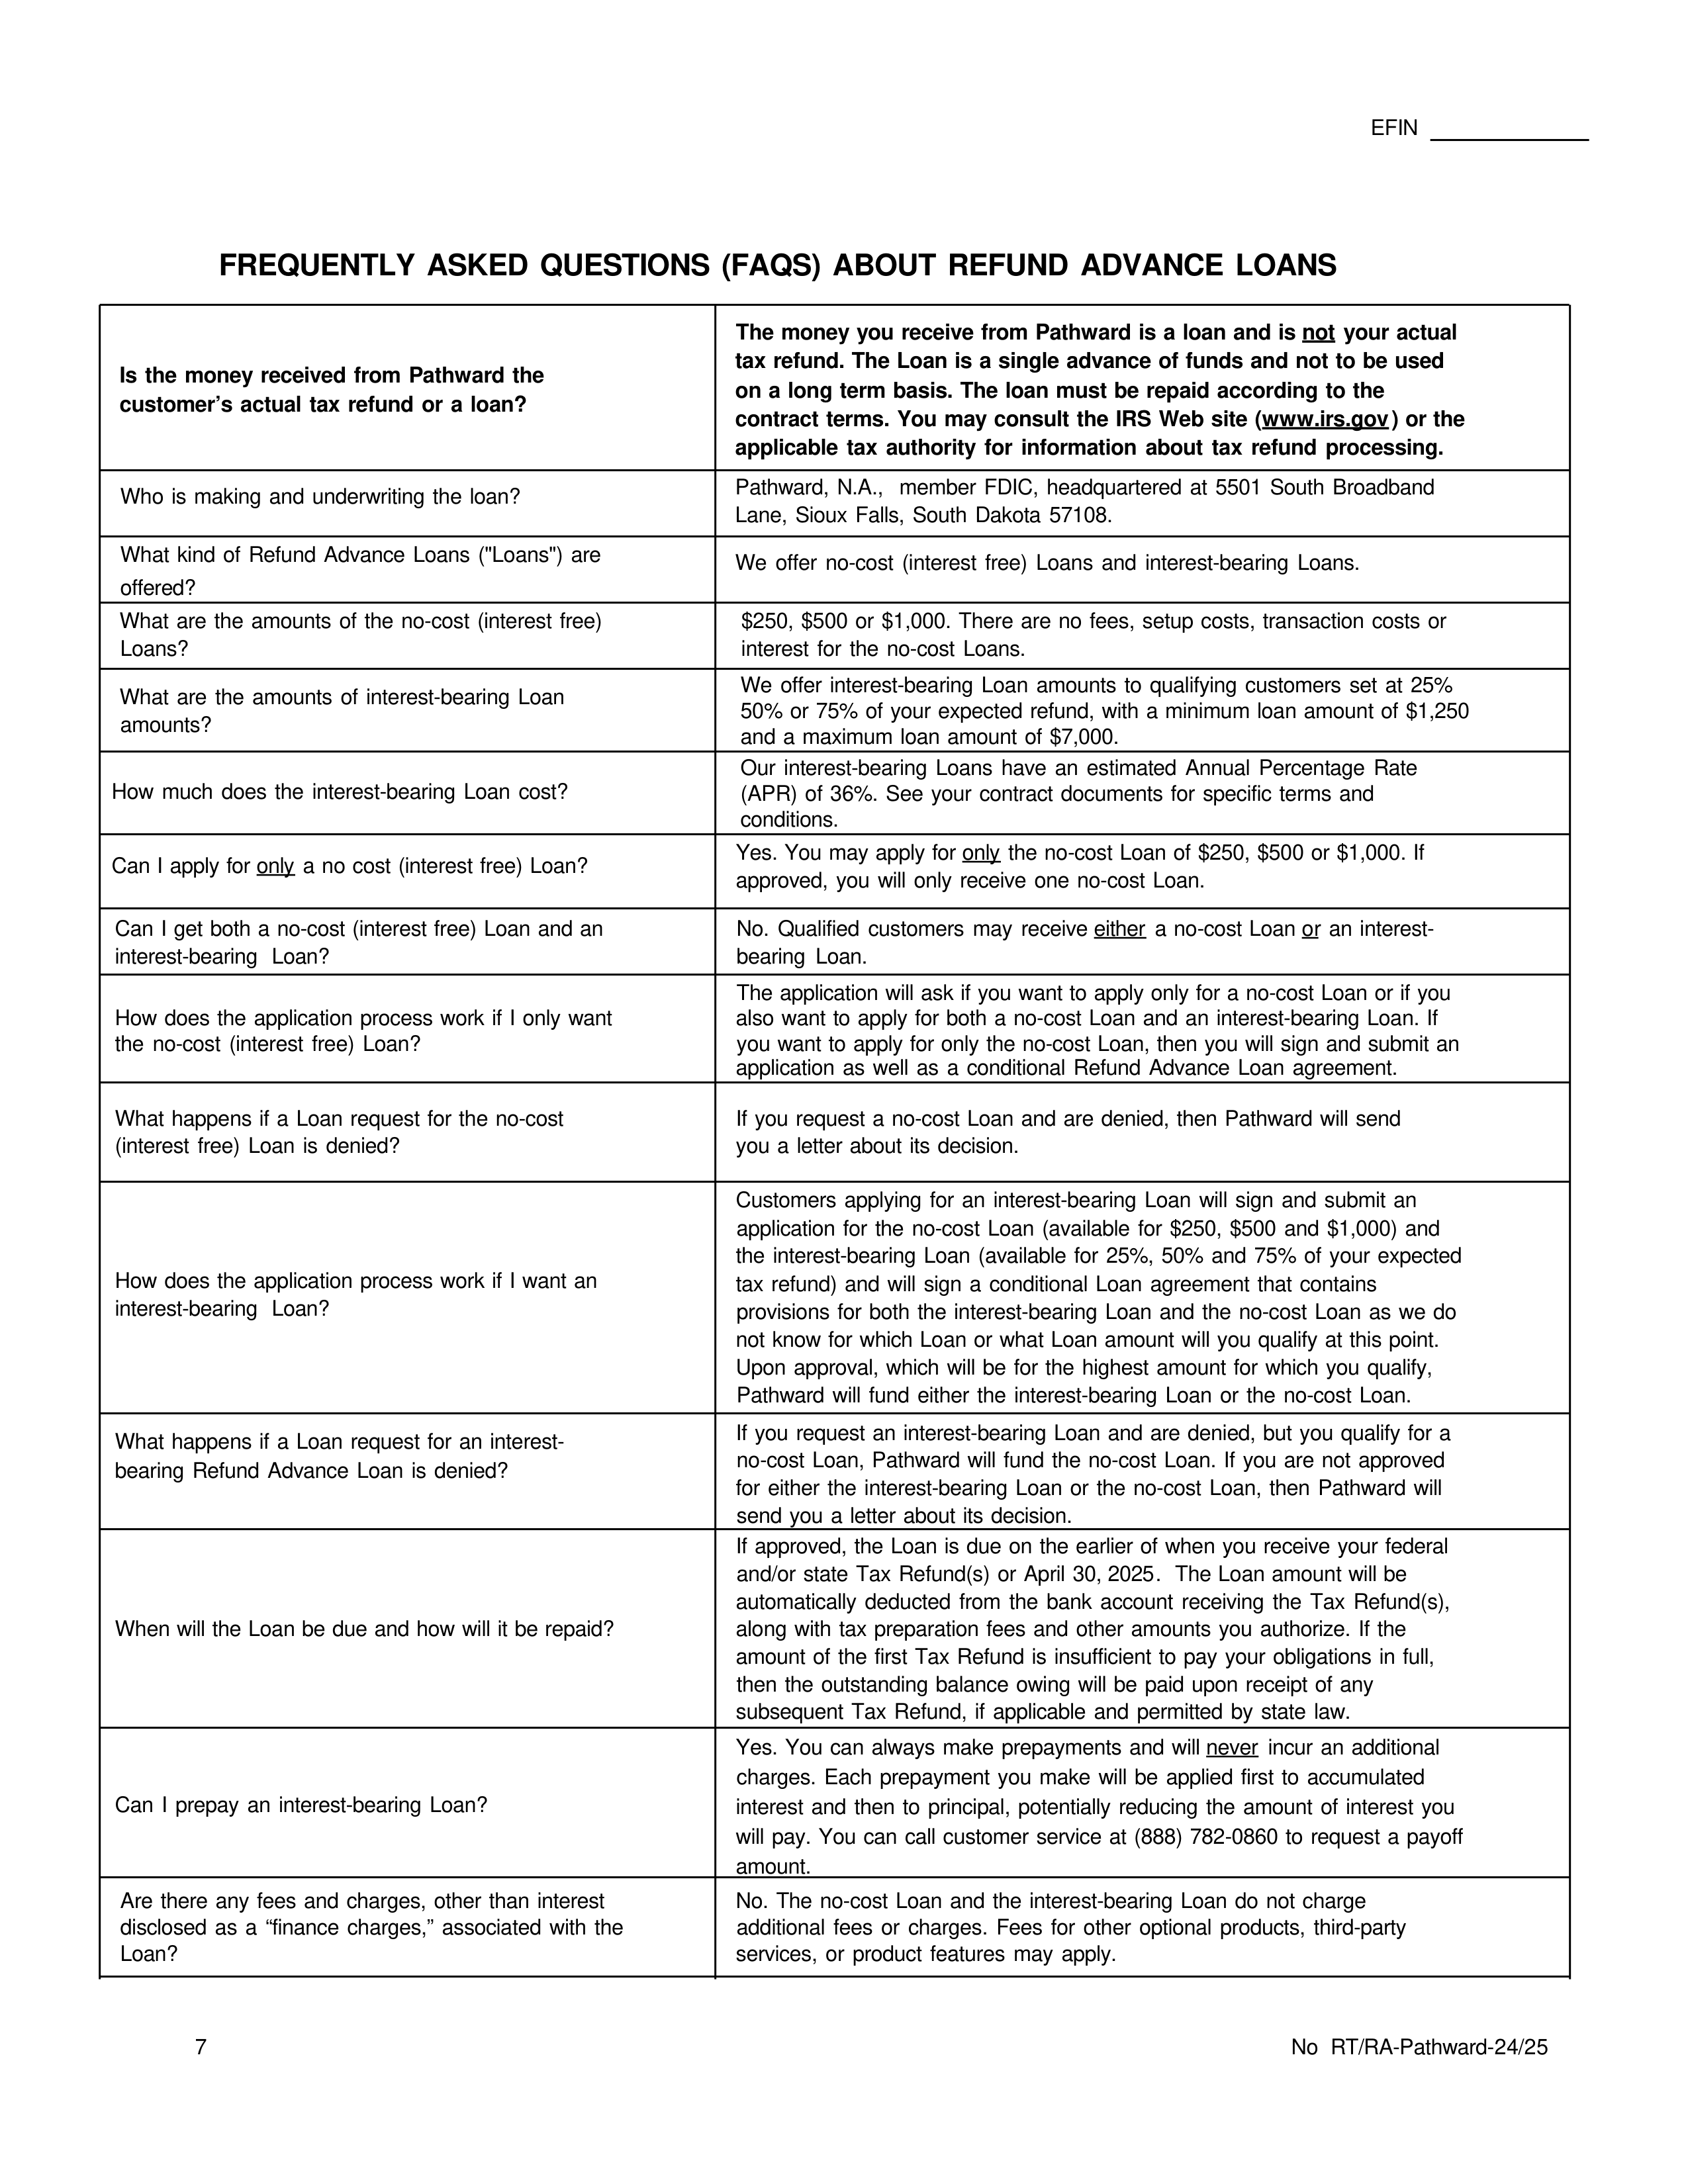 EFIN
FREQUENTLY ASKED QUESTIONS (FAQS) ABOUT REFUND ADVANCE LOANS
Is the money received from Pathward the
customer’s actual tax refund or a loan?
The money you receive from Pathward is a loan and is not your actual
tax refund. The Loan is a single advance of funds and not to be used
on a long term basis. The loan must be repaid according to the
contract terms. You may consult the IRS Web site (www.irs.gov) or the
applicable tax authority for information about tax refund processing.
Who is making and underwriting the loan?
Pathward, N.A., member FDIC, headquartered at 5501 South Broadband
Lane, Sioux Falls, South Dakota 57108.
What kind of Refund Advance Loans ("Loans") are
offered?
We offer no-cost (interest free) Loans and interest-bearing Loans.
What are the amounts of the no-cost (interest free)
Loans?
$250, $500 or $1,000. There are no fees, setup costs, transaction costs or
interest for the no-cost Loans.
What are the amounts of interest-bearing Loan
amounts?
We offer interest-bearing Loan amounts to qualifying customers set at 25%
50% or 75% of your expected refund, with a minimum loan amount of $1,250
and a maximum loan amount of $7,000.
How much does the interest-bearing Loan cost?
Our interest-bearing Loans have an estimated Annual Percentage Rate
(APR) of 36%. See your contract documents for specific terms and
conditions.
Can I apply for only a no cost (interest free) Loan?
Yes. You may apply for only the no-cost Loan of $250, $500 or $1,000. If
approved, you will only receive one no-cost Loan.
Can I get both a no-cost (interest free) Loan and an
interest-bearing Loan?
No. Qualified customers may receive either a no-cost Loan or an interest-
bearing Loan.
How does the application process work if I only want
the no-cost (interest free) Loan?
The application will ask if you want to apply only for a no-cost Loan or if you
also want to apply for both a no-cost Loan and an interest-bearing Loan. If
you want to apply for only the no-cost Loan, then you will sign and submit an
application as well as a conditional Refund Advance Loan agreement.
What happens if a Loan request for the no-cost
(interest free) Loan is denied?
If you request a no-cost Loan and are denied, then Pathward will send
you a letter about its decision.
How does the application process work if I want an
interest-bearing Loan?
Customers applying for an interest-bearing Loan will sign and submit an
application for the no-cost Loan (available for $250, $500 and $1,000) and
the interest-bearing Loan (available for 25%, 50% and 75% of your expected
tax refund) and will sign a conditional Loan agreement that contains
provisions for both the interest-bearing Loan and the no-cost Loan as we do
not know for which Loan or what Loan amount will you qualify at this point.
Upon approval, which will be for the highest amount for which you qualify,
Pathward will fund either the interest-bearing Loan or the no-cost Loan.
What happens if a Loan request for an interest-
bearing Refund Advance Loan is denied?
If you request an interest-bearing Loan and are denied, but you qualify for a
no-cost Loan, Pathward will fund the no-cost Loan. If you are not approved
for either the interest-bearing Loan or the no-cost Loan, then Pathward will
send you a letter about its decision.
When will the Loan be due and how will it be repaid?
If approved, the Loan is due on the earlier of when you receive your federal
and/or state Tax Refund(s) or April 30, 2025. The Loan amount will be
automatically deducted from the bank account receiving the Tax Refund(s),
along with tax preparation fees and other amounts you authorize. If the
amount of the first Tax Refund is insufficient to pay your obligations in full,
then the outstanding balance owing will be paid upon receipt of any
subsequent Tax Refund, if applicable and permitted by state law.
Can I prepay an interest-bearing Loan?
Yes. You can always make prepayments and will never incur an additional
charges. Each prepayment you make will be applied first to accumulated
interest and then to principal, potentially reducing the amount of interest you
will pay. You can call customer service at (888) 782-0860 to request a payoff
amount.
Are there any fees and charges, other than interest
disclosed as a “finance charges,” associated with the
Loan?
No. The no-cost Loan and the interest-bearing Loan do not charge
additional fees or charges. Fees for other optional products, third-party
services, or product features may apply.
7
No RT/RA-Pathward-24/25